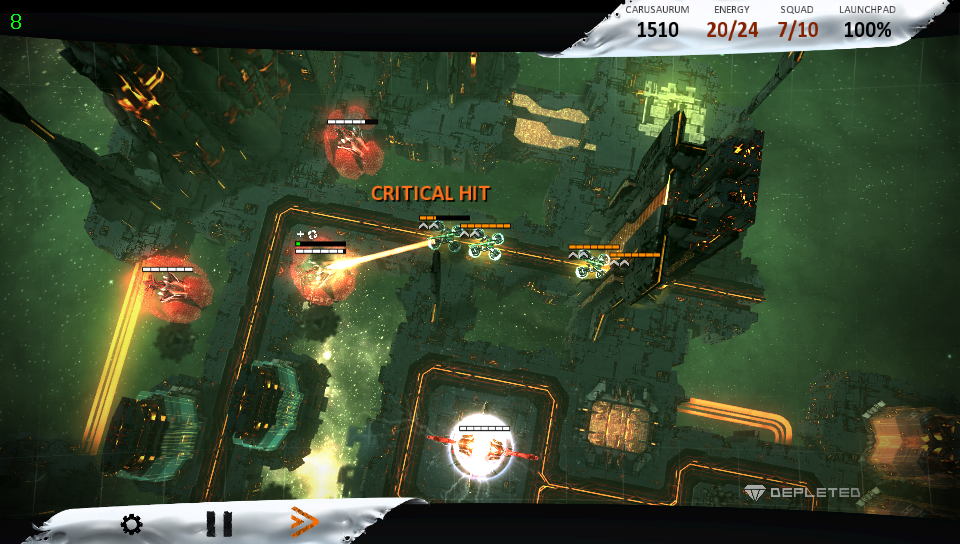 8
CARUSAURUM ENERGY SQUAD LAUNCHPAD
1510 20/24 7/10 100%
CRITICAL HIT
DEPLETED